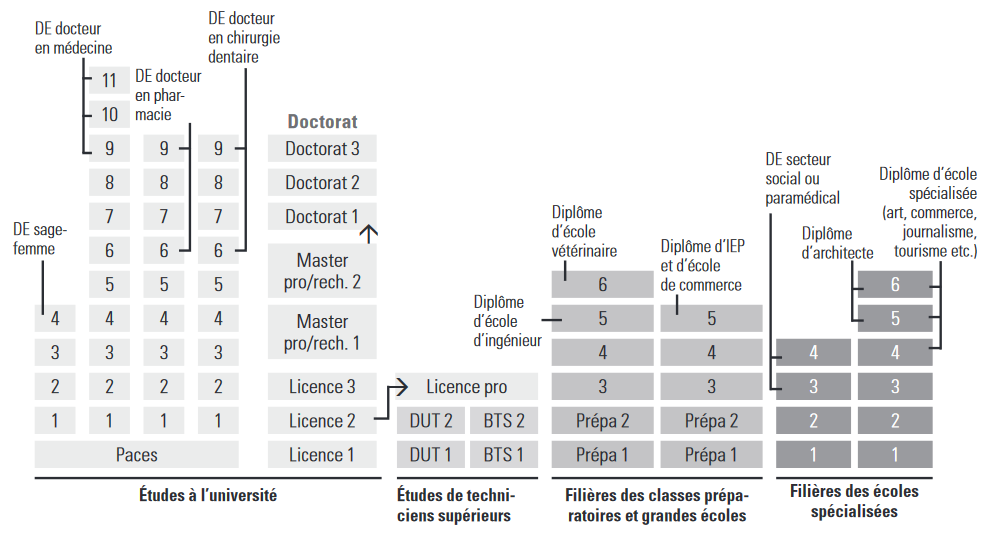 DE docteur
en médecine
DE docteur
en chirurgie
dentaire
DE docteur
en phar-
macie
DE sage-
femme
11
10
Doctorat
9 9 9 Doctorat 3
8 8 8 Doctorat 2
7 7 7 Doctorat 1
6 6 6
Master
pro/rech. 2
5 5 5
4 4 4 4
Master
pro/rech. 1
3 3 3 3
2 2 2 2 Licence 3
1 1 1 1 Licence 2
Paces Licence 1
Études à l’université
Licence pro
DUT 2 BTS 2
DUT 1 BTS 1
Études de techni-
ciens supérieurs
Diplôme
d’école
vétérinaire
Diplôme d’IEP
et d’école
de commerce
Diplôme
d’école
d’ingénieur
6
5 5
4 4
3 3
Prépa 2 Prépa 2
Prépa 1 Prépa 1
Filières des classes prépa-
ratoires et grandes écoles
DE secteur
social ou
paramédical
Diplôme d’école
spécialisée
(art, commerce,
journalisme,
tourisme etc.)
Diplôme
d’architecte
6
5
4 4
3 3
2 2
1 1
Filières des écoles
spécialisées